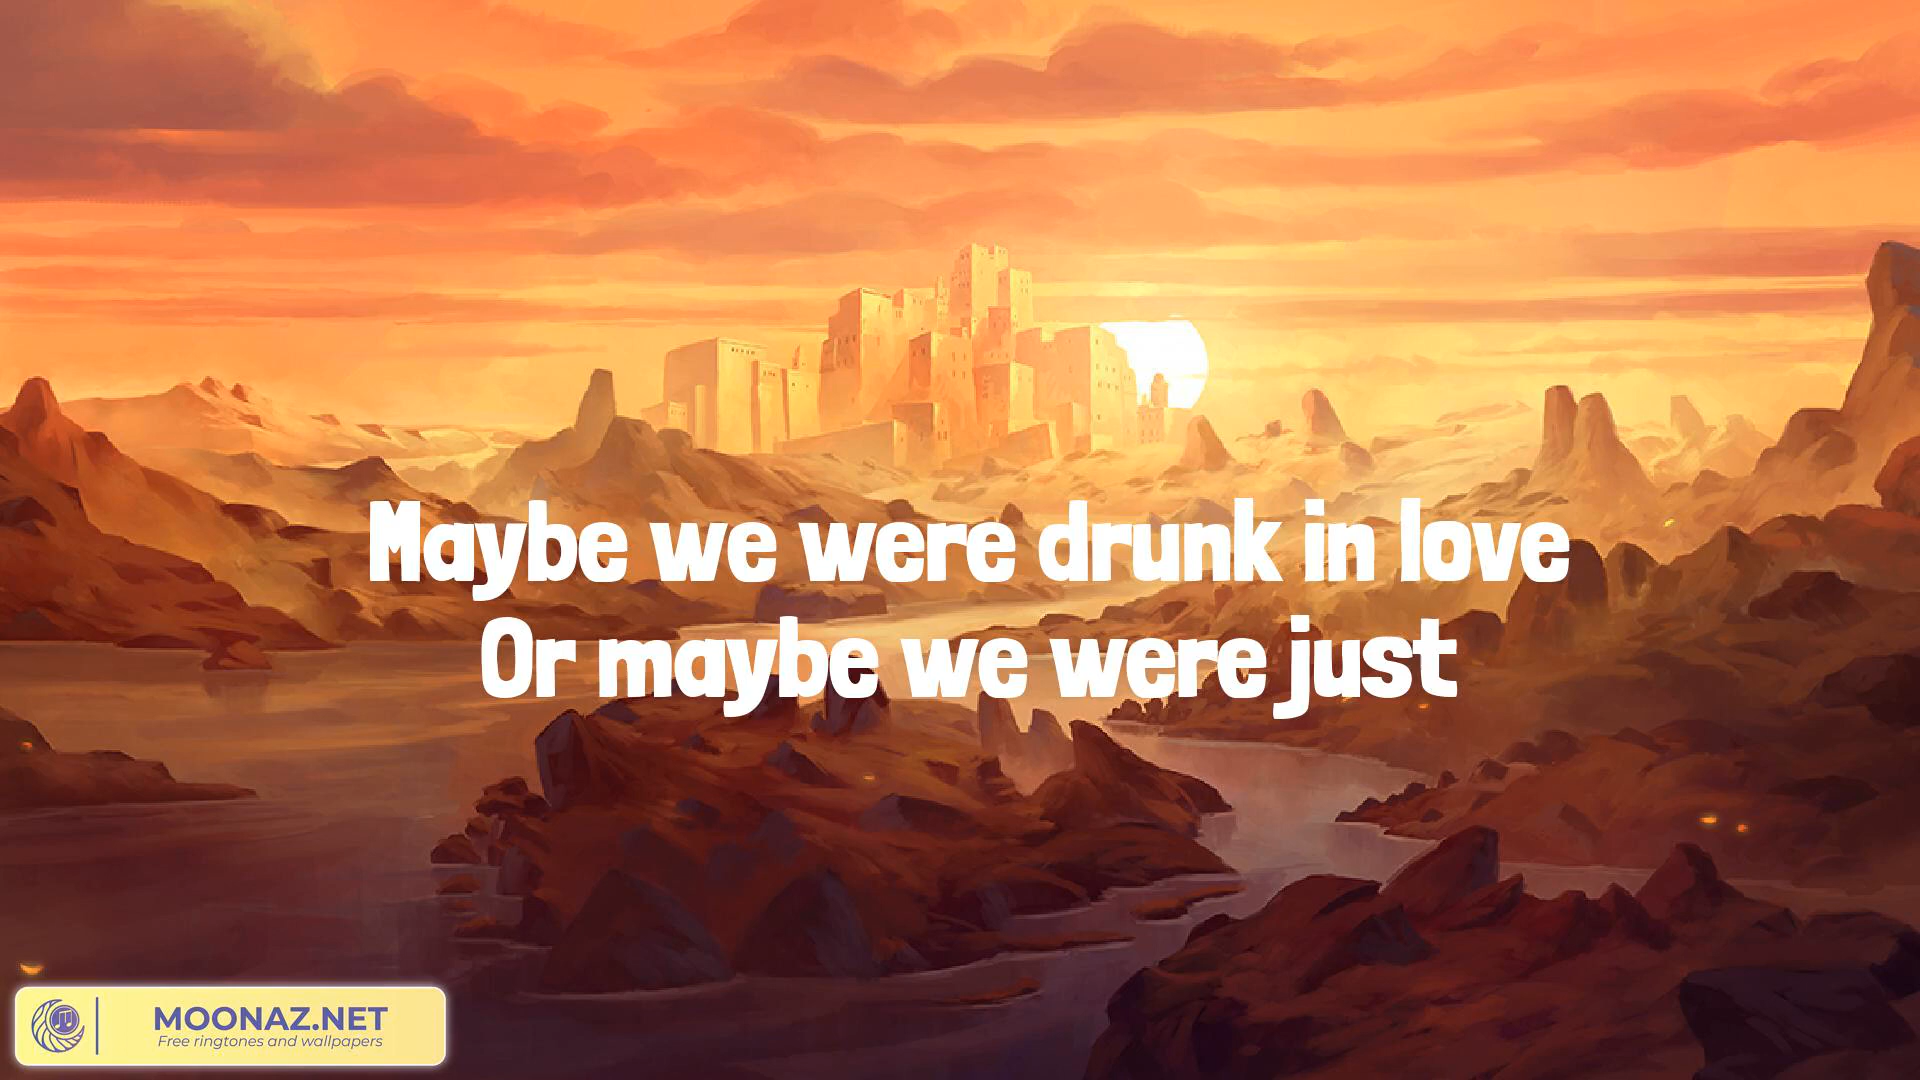 Maybe we were drunk in love
Or maybe we were just
MOONAZ.NET
Free ringtones and wallpapers